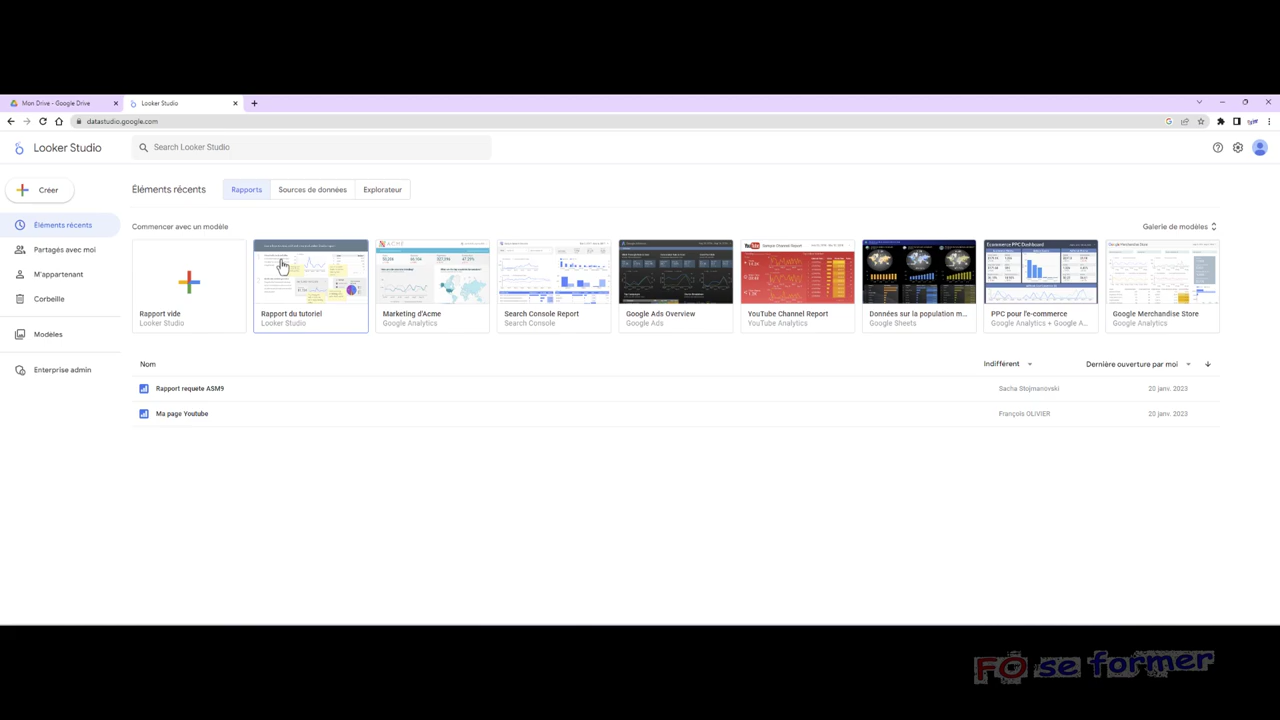 Mon Drive - Google Drive
Looker Studio
datastudio.google.com
Looker Studio
Search Looker Studio
Créer
Éléments récents
Rapports
Sources de données
Explorateur
Éléments récents
Partagés avec moi
M'appartenant
Corbeille
Modèles
Enterprise admin
Commencer avec un modèle
Galerie de modèles
Rapport vide
Looker Studio
Rapport du tutoriel
Looker Studio
Marketing d'Acme
Google Analytics
Search Console Report
Search Console
Google Ads Overview
Google Ads
YouTube Channel Report
YouTube Analytics
Données sur la population m...
Google Sheets
PPC pour l'e-commerce
Google Analytics + Google A...
Google Merchandise Store
Google Analytics
Nom
Indifférent
Dernière ouverture par moi
Rapport requete ASM9
Sacha Stojmanovski
20 janv. 2023
Ma page Youtube
François OLIVIER
20 janv. 2023
FO se former